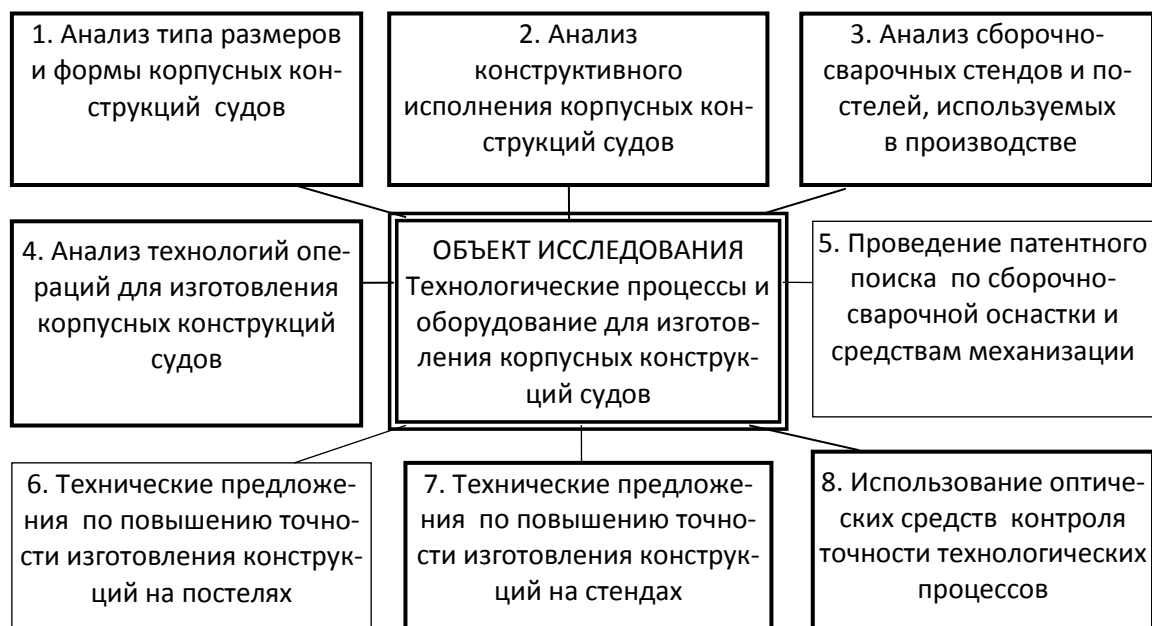 1. Анализ типа размеров
и формы корпусных кон-
струкций судов
2. Анализ
конструктивного
исполнения корпусных кон-
струкций судов
3. Анализ сборочно-
сварочных стендов и по-
стелей, используемых
в производстве
4. Анализ технологий опе-
раций для изготовления
корпусных конструкций
судов
ОБЪЕКТ ИССЛЕДОВАНИЯ
Технологические процессы и
оборудование для изготов-
ления корпусных конструк-
ций судов
5. Проведение патентного
поиска по сборочно-
сварочной оснастки и
средствам механизации
6. Технические предложе-
ния по повышению точно-
сти изготовления конструк-
ций на постелях
7. Технические предложе-
ния по повышению точно-
сти изготовления конструк-
ций на стендах
8. Использование оптиче-
ских средств контроля
точности технологических
процессов